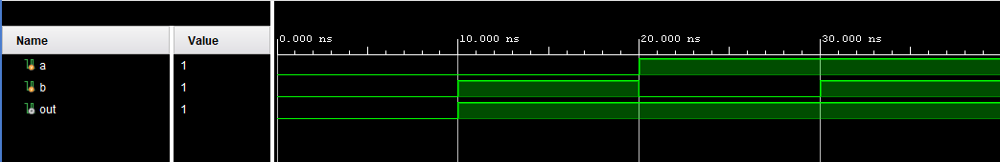 Name Value
0.000 ns 10.000 ns 20.000 ns 30.000 ns
a 1
b 1
out 1